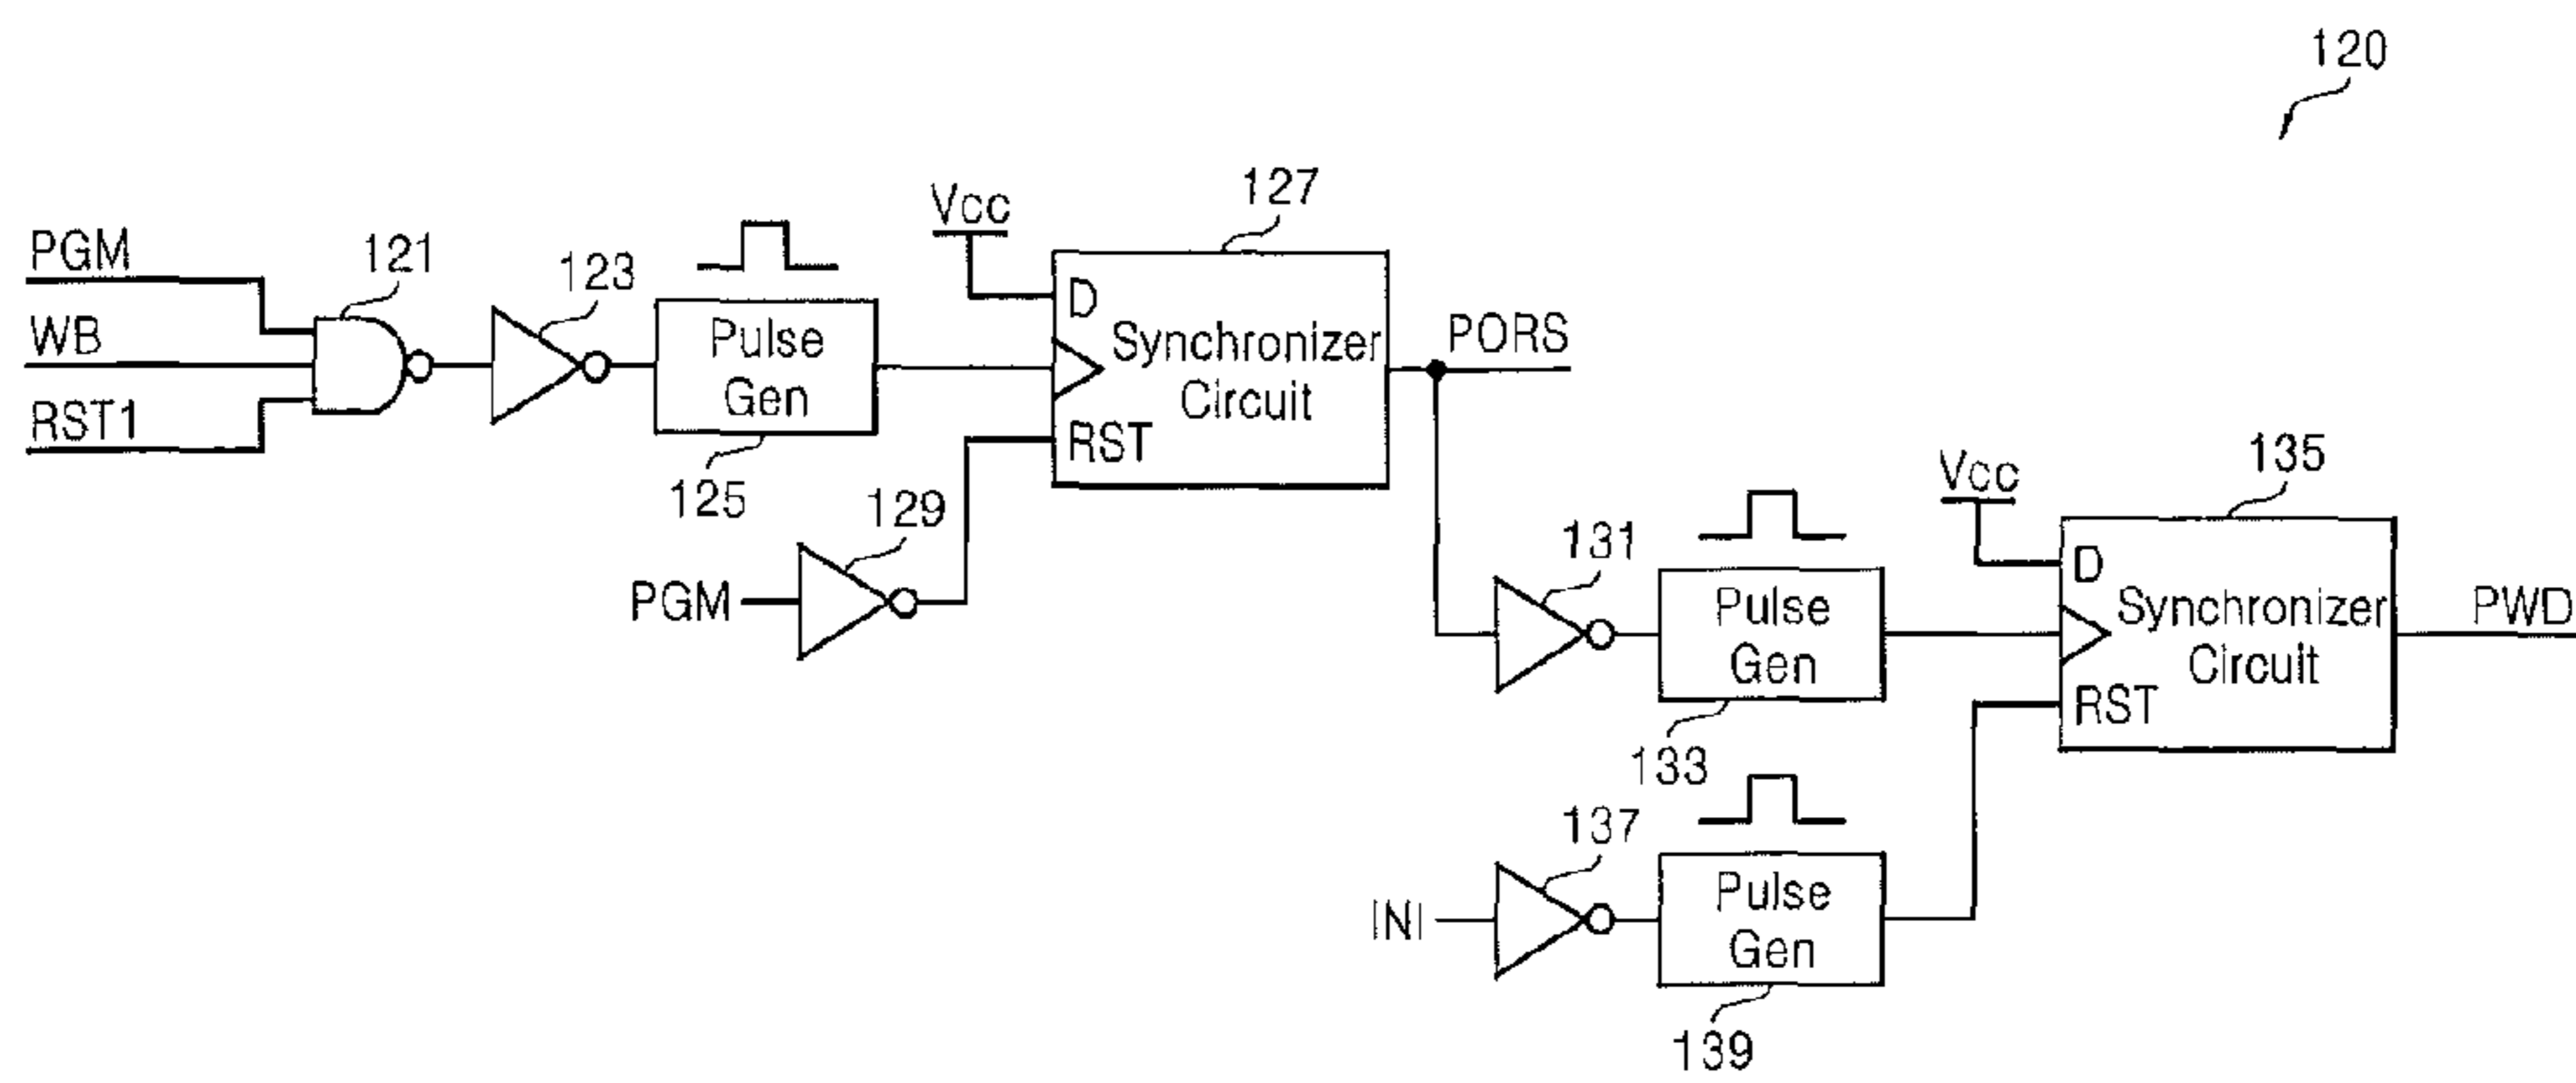 120
127
Vcc
PGM
121
123
D
Pulse
Gen
Synchronizer
Circuit
PORS
WB
RST1
RST
125
129
PGM
Vcc
135
131
D
Pulse
Gen
Synchronizer
Circuit
PWD
RST
133
137
INI
Pulse
Gen
139